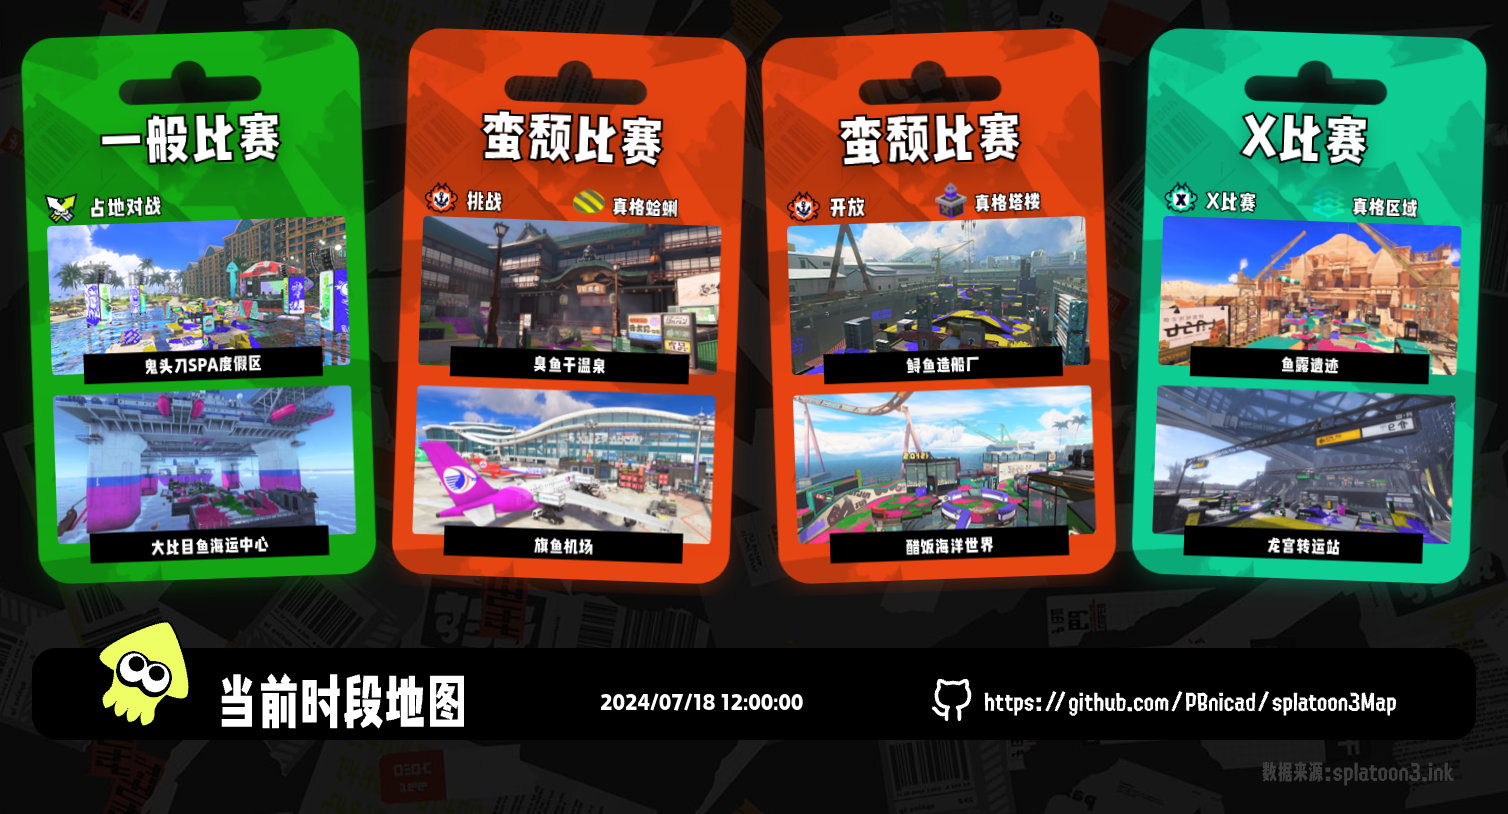 一般比赛
占地对战
鬼头刀SPA度假区
大比目鱼海运中心
蛮颓比赛
挑战
真格蛤蜊
臭鱼干温泉
旗鱼机场
蛮颓比赛
开放
真格塔楼
鲟鱼造船厂
醋饭海洋世界
X比赛
X比赛
真格区域
鱼露遗迹
龙宫转运站
当前时段地图
2024/07/18 12:00:00
https://github.com/PBnicad/splatoon3Map
数据来源:splatoon3.ink